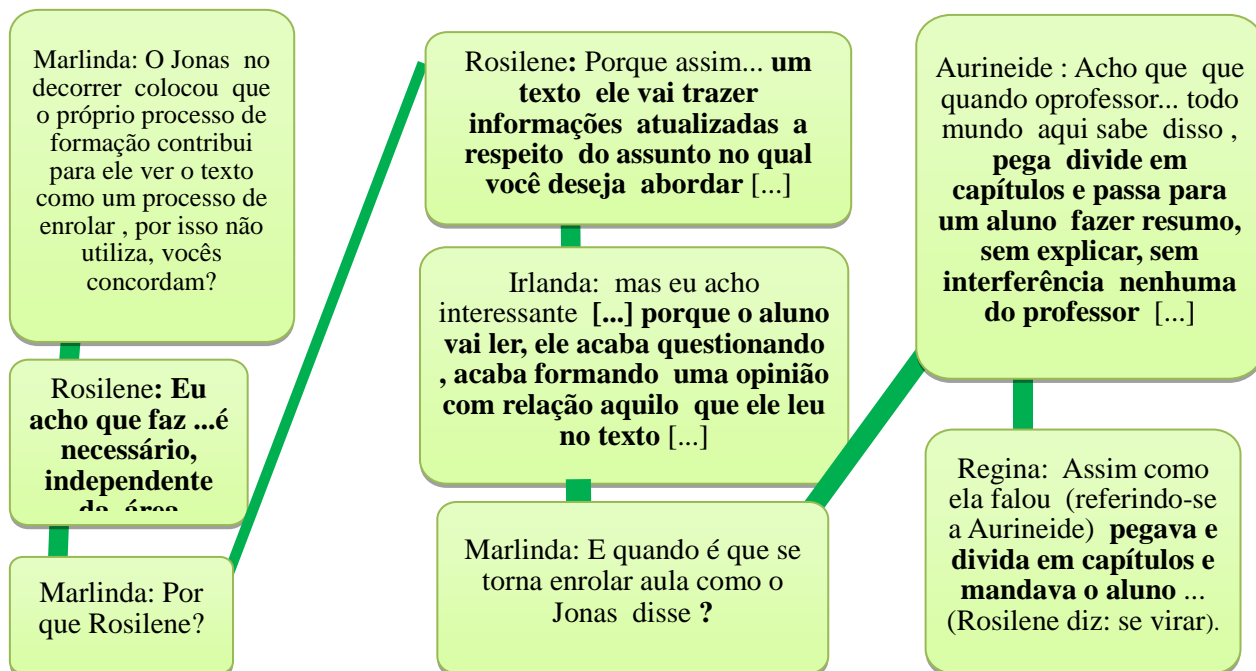 Marlinda: O Jonas no
decorrer colocou que
o próprio processo de
formação contribui
para ele ver o texto
como um processo de
enrolar , por isso não
utiliza, vocês
concordam?
Rosilene: Eu
acho que faz ...é
necessário,
independente
da área
Marlinda: Por
que Rosilene?
Rosilene: Porque assim... um
texto ele vai trazer
informações atualizadas a
respeito do assunto no qual
você deseja abordar [...]
Irlanda: mas eu acho
interessante [...] porque o aluno
vai ler, ele acaba questionando
, acaba formando uma opinião
com relação aquilo que ele leu
no texto [...]
Marlinda: E quando é que se
torna enrolar aula como o
Jonas disse ?
Aurineide : Acho que que
quando oprofessor... todo
mundo aqui sabe disso ,
pega divide em
capítulos e passa para
um aluno fazer resumo,
sem explicar, sem
interferência nenhuma
do professor [...]
Regina: Assim como
ela falou (referindo-se
a Aurineide) pegava e
divida em capítulos e
mandava o aluno ...
(Rosilene diz: se virar).